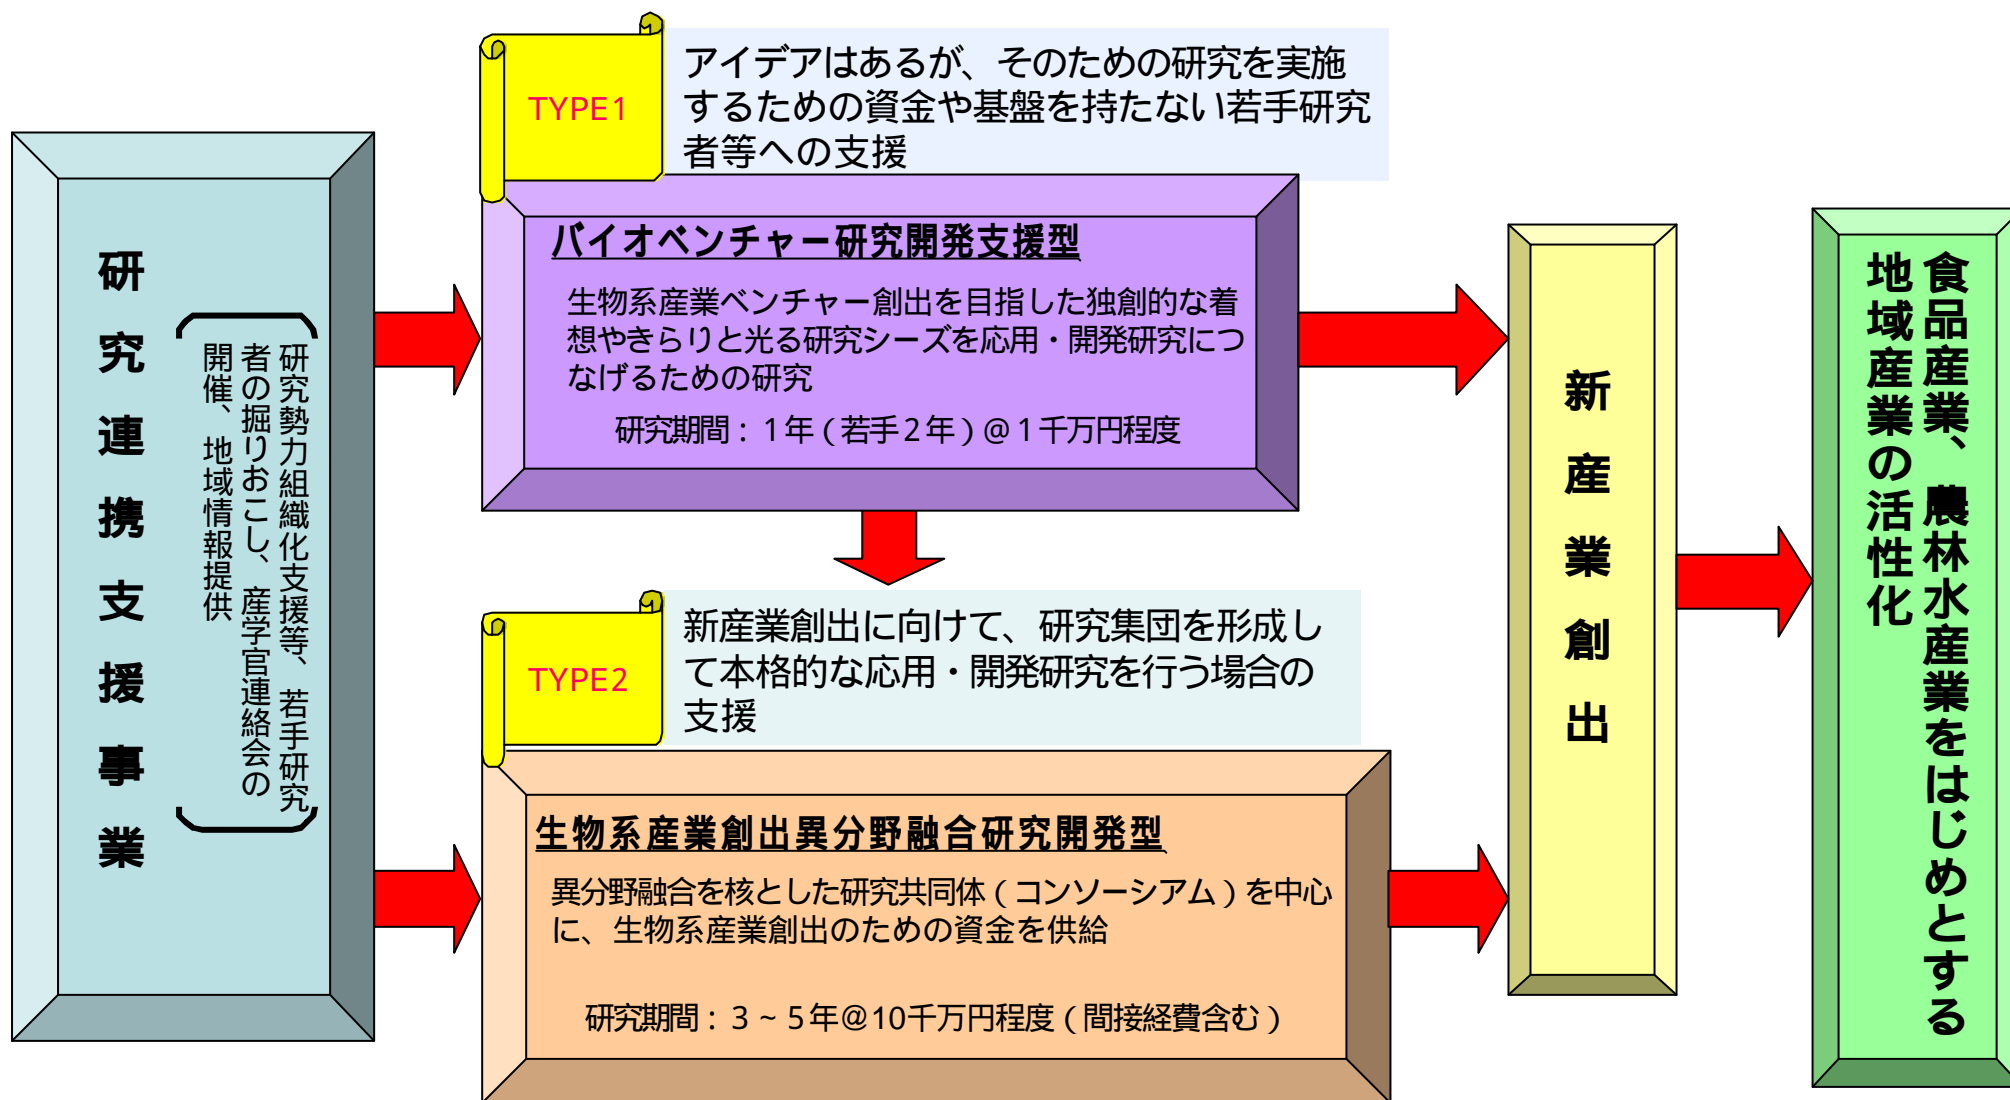 研究連携支援事業
研究勢力組織化支援等、若手研究
者の掘りおこし、産学官連絡会の
開催、地域情報提供
TYPE1
アイデアはあるが、そのための研究を実施
するための資金や基盤を持たない若手研究
者等への支援
バイオベンチャー研究開発支援型
生物系産業ベンチャー創出を目指した独創的な着
想やきらりと光る研究シーズを応用・開発研究につ
なげるための研究
研究期間：1年（若手2年）@1千万円程度
TYPE2
新産業創出に向けて、研究集団を形成し
て本格的な応用・開発研究を行う場合の
支援
生物系産業創出異分野融合研究開発型
異分野融合を核とした研究共同体（コンソーシアム）を中心
に、生物系産業創出のための資金を供給
研究期間：3~5年@10千万円程度（間接経費含む）
新産業創出
食品産業、農林水産業をはじめとする
地域産業の活性化